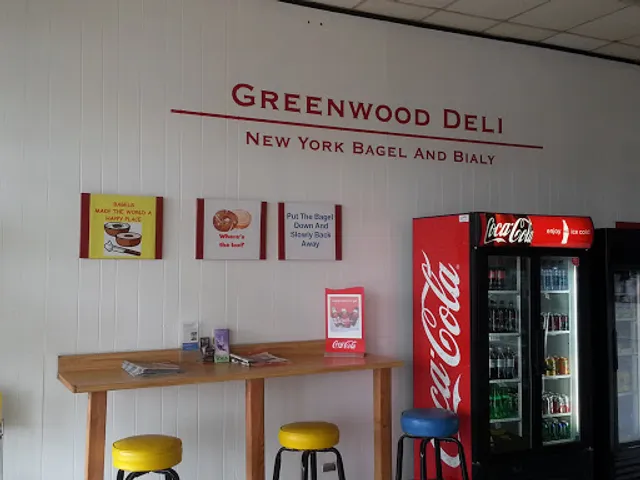 GREENWOOD DELI
NEW YORK BAGEL AND BIALY
BAGELS
MAKE THE WORLD A
HAPPY PLACE
Where's
the lox?
Put The Bagel
Down And
Slowly Back
Away
Coca-Cola
enjoy
ice cold
Coca-Cola
Coca-Cola